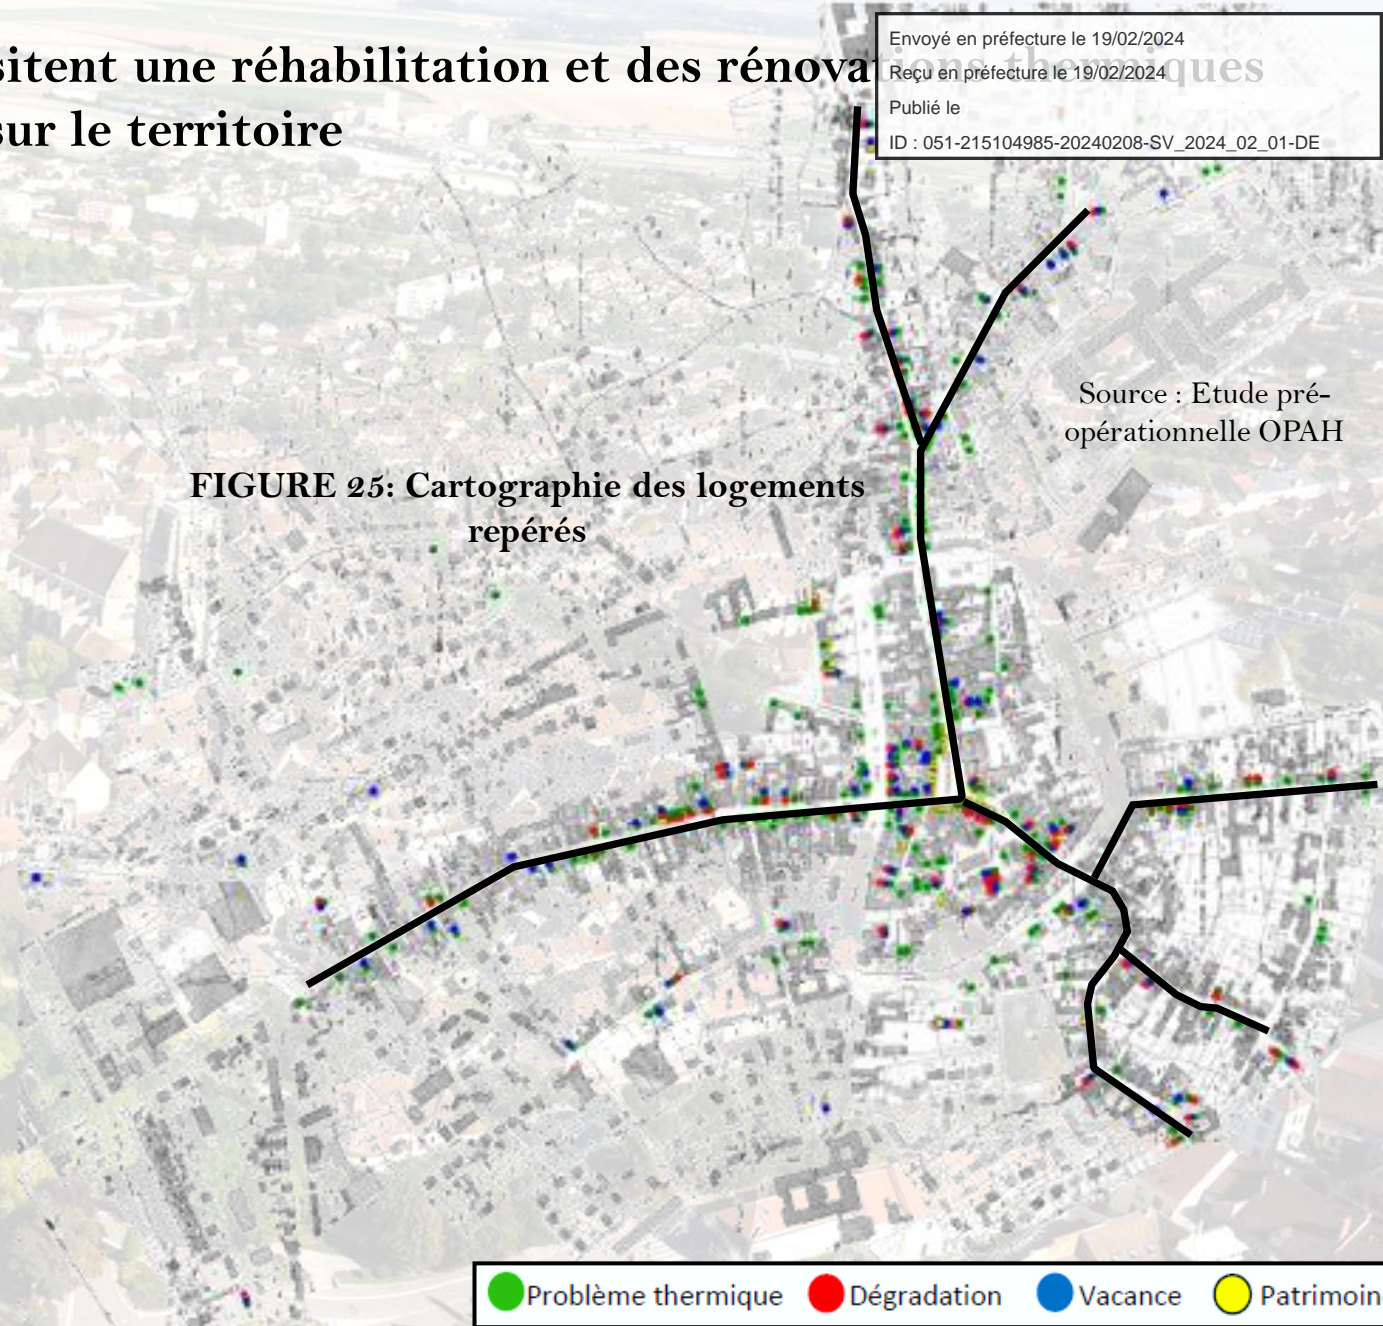 sitent une réhabilitation et des rénovations thermiques
sur le territoire
Envoyé en préfecture le 19/02/2024
Reçu en préfecture le 19/02/2024
Publié le
ID : 051-215104985-20240208-SV_2024_02_01-DE
Source : Etude pré-
opérationnelle OPAH
FIGURE 25: Cartographie des logements
repérés
Problème thermique Dégradation Vacance Patrimoin